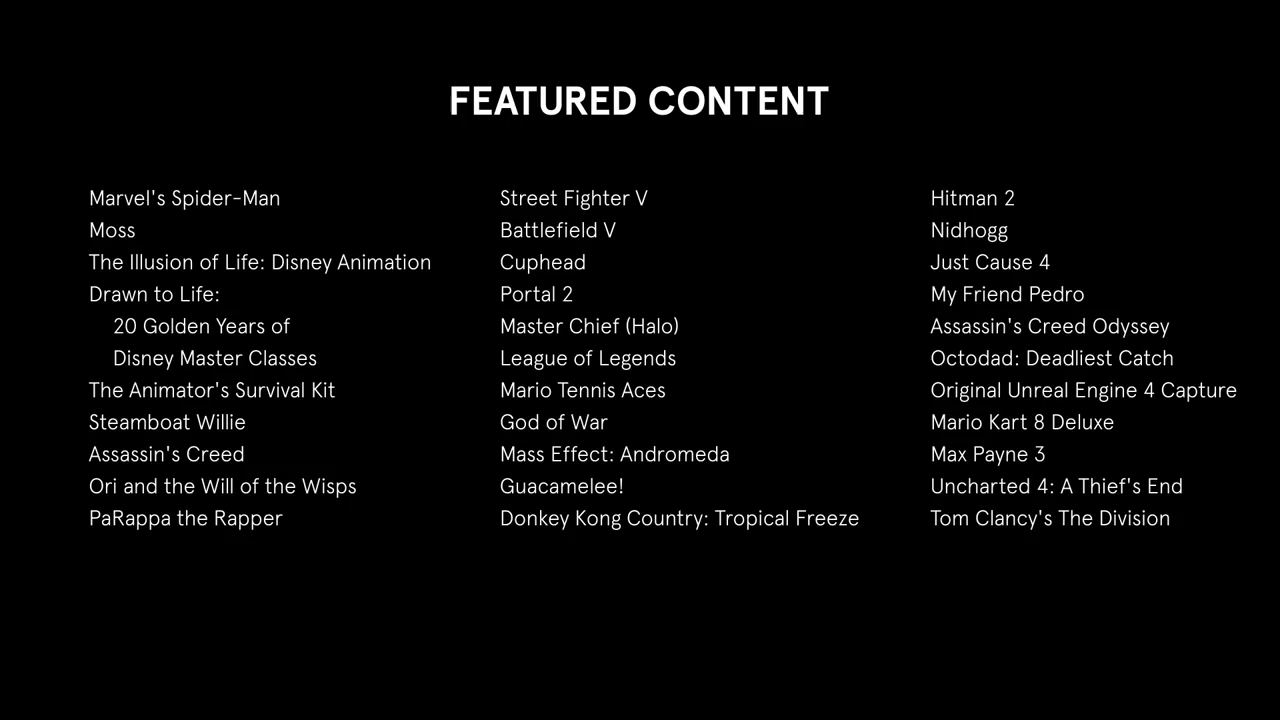 FEATURED CONTENT
Marvel's Spider-Man
Moss
The Illusion of Life: Disney Animation
Drawn to Life:
20 Golden Years of
Disney Master Classes
The Animator's Survival Kit
Steamboat Willie
Assassin's Creed
Ori and the Will of the Wisps
PaRappa the Rapper
Street Fighter V
Battlefield V
Cuphead
Portal 2
Master Chief (Halo)
League of Legends
Mario Tennis Aces
God of War
Mass Effect: Andromeda
Guacamelee!
Donkey Kong Country: Tropical Freeze
Hitman 2
Nidhogg
Just Cause 4
My Friend Pedro
Assassin's Creed Odyssey
Octodad: Deadliest Catch
Original Unreal Engine 4 Capture
Mario Kart 8 Deluxe
Max Payne 3
Uncharted 4: A Thief's End
Tom Clancy's The Division